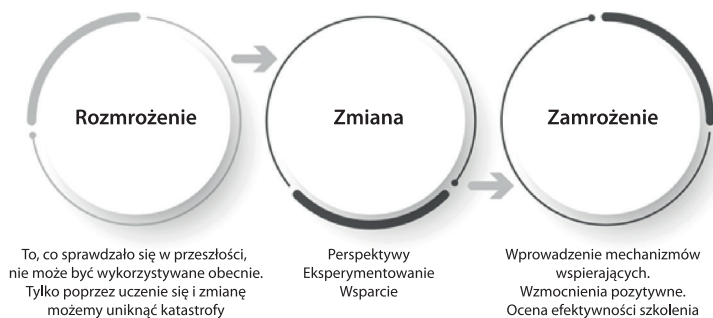 Rozmrożenie
Zmiana
Zamrożenie
To, co sprawdzało się w przeszłości,
nie może być wykorzystywane obecnie.
Tylko poprzez uczenie się i zmianę
możemy uniknąć katastrofy
Perspektywy
Eksperymentowanie
Wsparcie
Wprowadzenie mechanizmów
wspierających.
Wzmocnienia pozytywne.
Ocena efektywności szkolenia